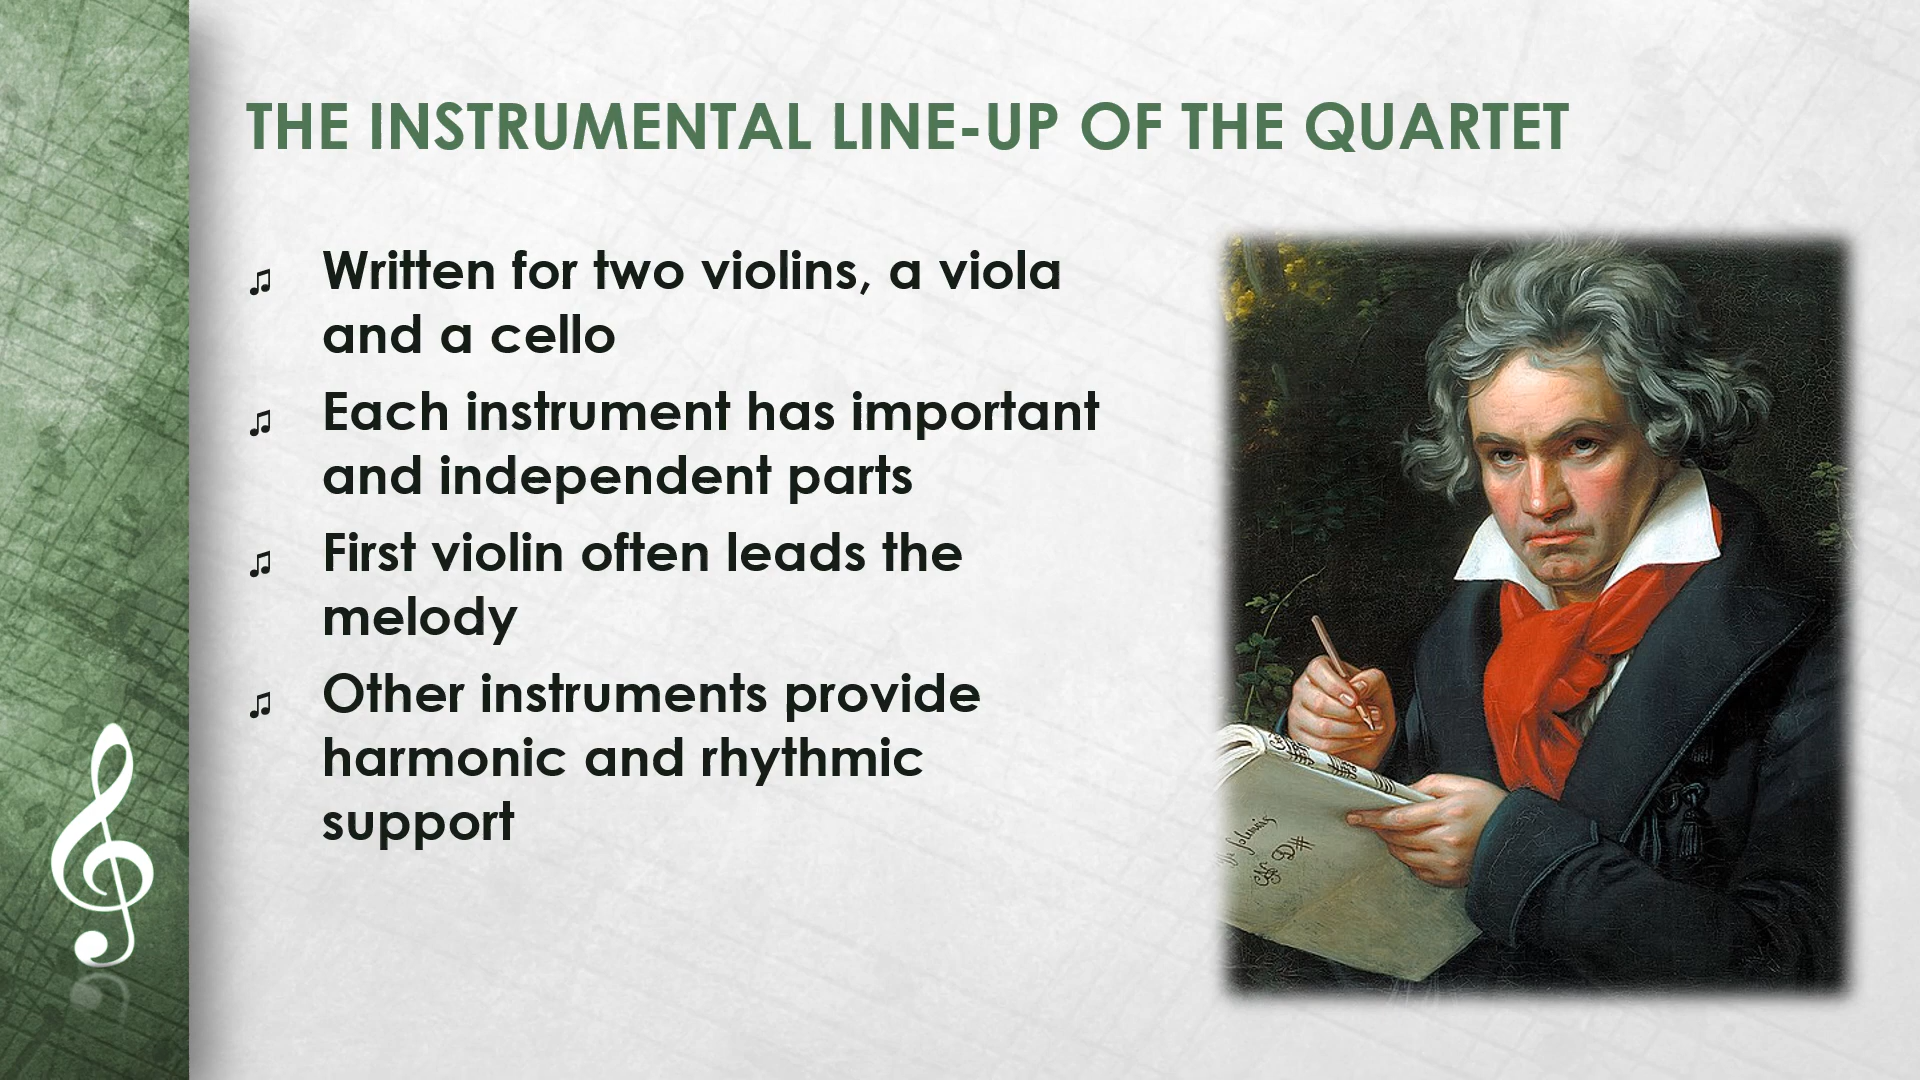 THE INSTRUMENTAL LINE-UP OF THE QUARTET
♫ Written for two violins, a viola
and a cello
♫ Each instrument has important
and independent parts
♫ First violin often leads the
melody
♫ Other instruments provide
harmonic and rhythmic
support